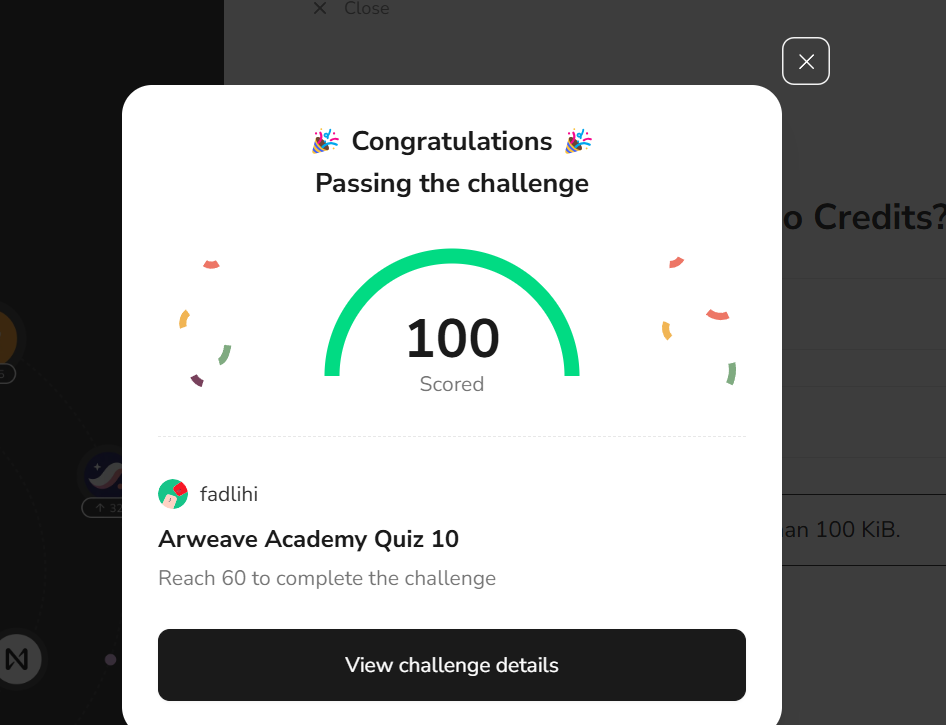 Close
Congratulations
Passing the challenge
o Credits?
100
Scored
fadlihi
an 100 KiB.
Arweave Academy Quiz 10
Reach 60 to complete the challenge
View challenge details